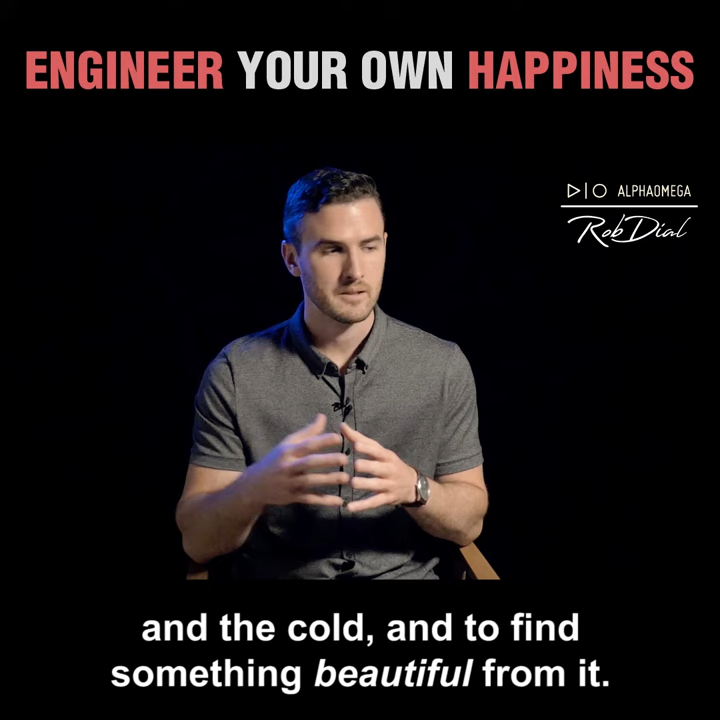 ENGINEER YOUR OWN HAPPINESS
ALPHAOMEGA
Rob Dial
and the cold, and to find
something beautiful from it.